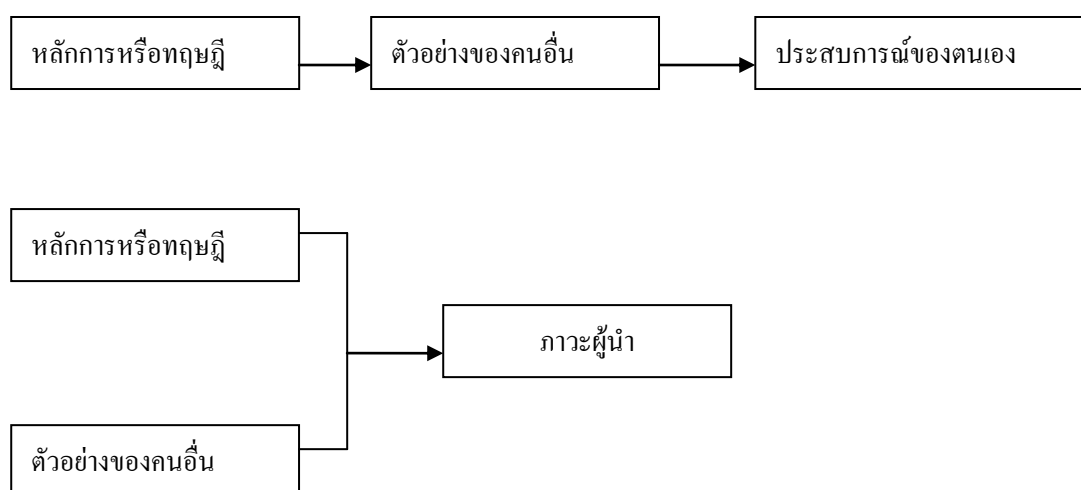 หลักการหรือทฤษฎี
ตัวอย่างของคนอื่น
ประสบการณ์ของตนเอง
หลักการหรือทฤษฎี
ภาวะผู้นำ
ตัวอย่างของคนอื่น